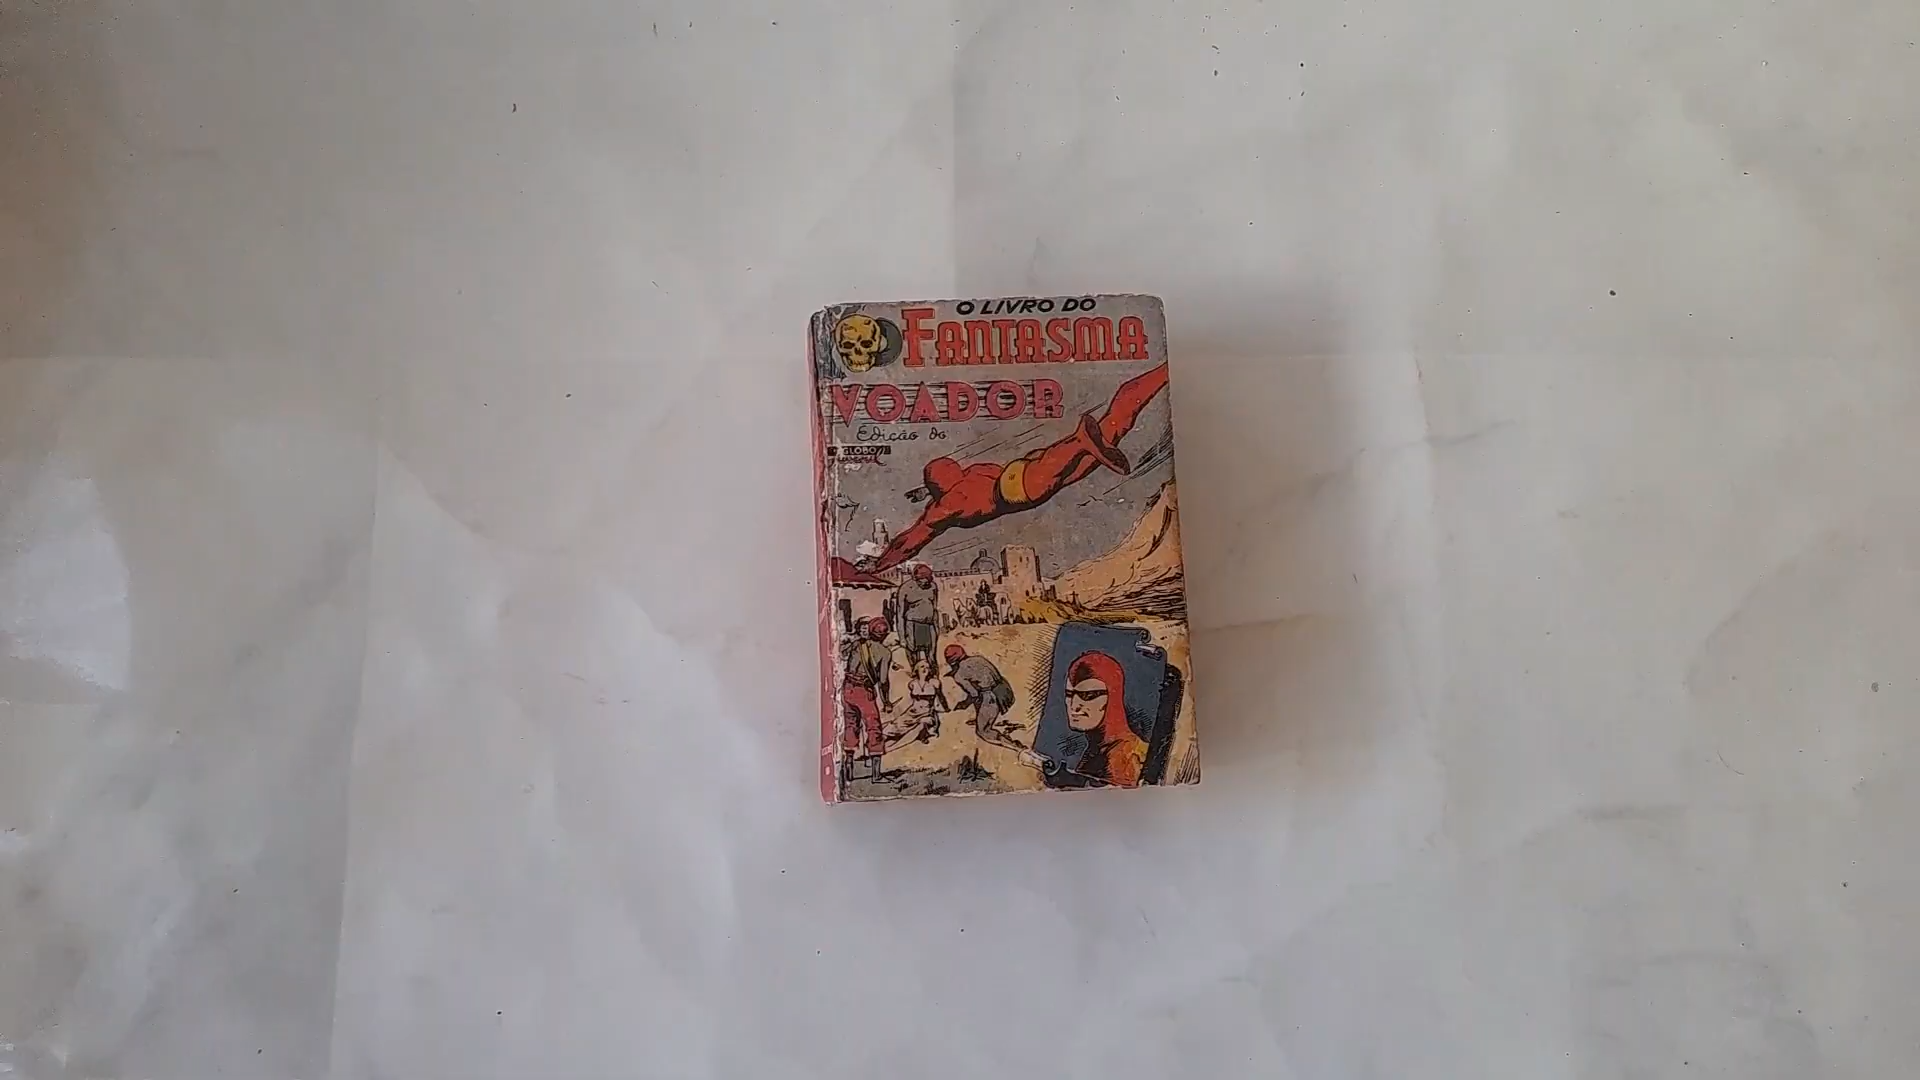 O LIVRO DO
FANTASMA
VOADOR
Edição do
GLOBO